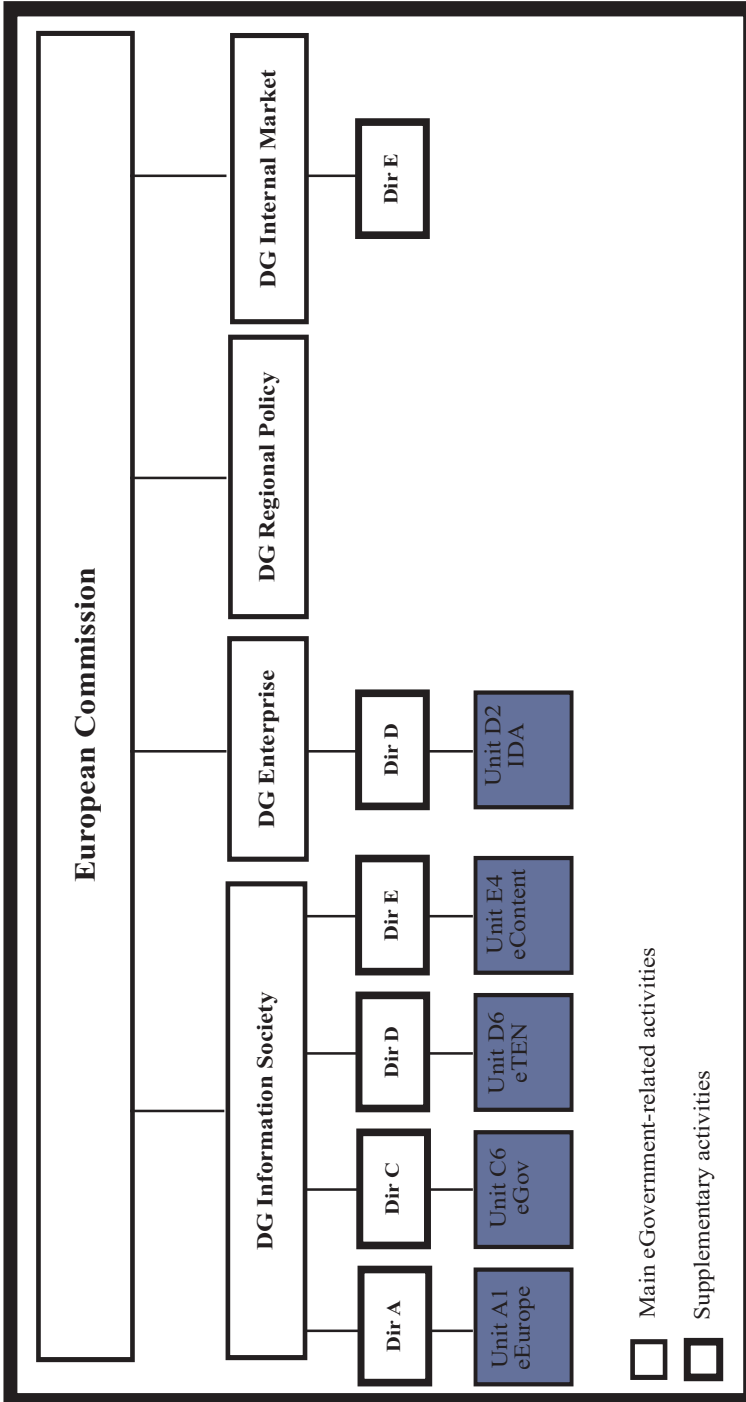 European Commission
DG Information Society
DG Enterprise
DG Regional Policy
DG Internal Market
Dir A
Dir C
Dir D
Dir E
Dir D
Dir E
Unit A1
eEurope
Unit C6
eGov
Unit D6
eTEN
Unit E4
eContent
Unit D2
IDA
Main eGovernment-related activities
Supplementary activities